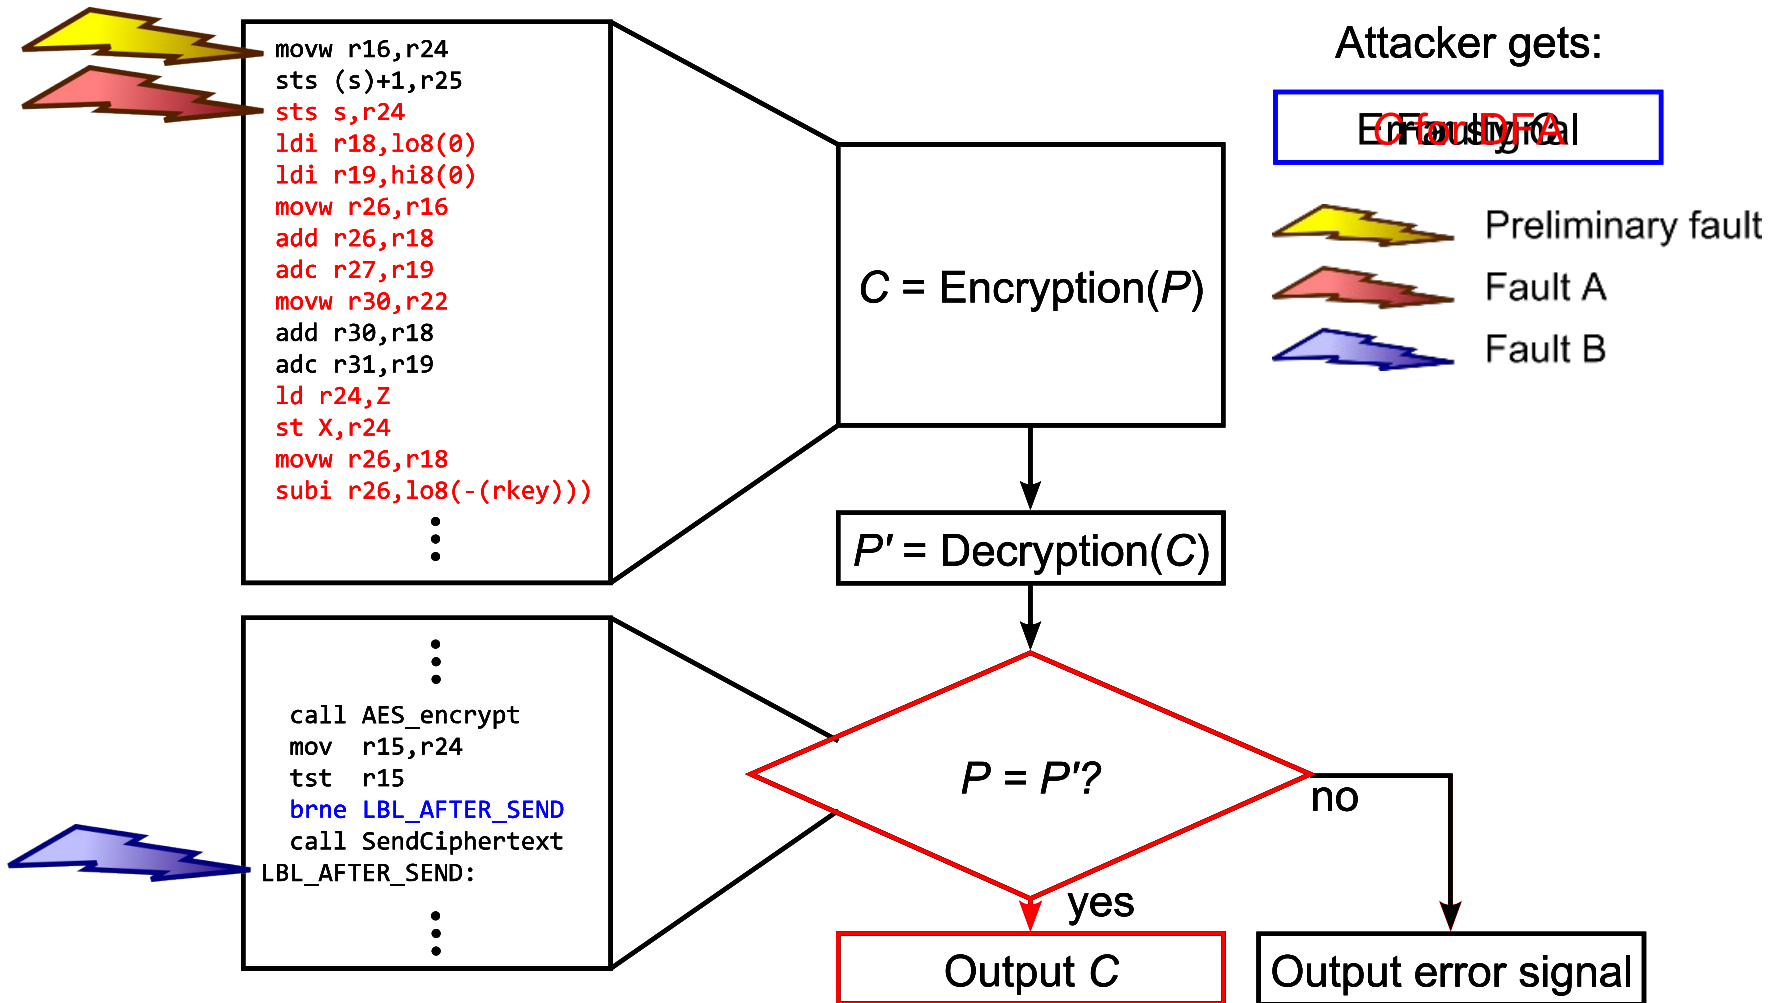 movw r16,r24
sts (s)+1,r25
sts s,r24
ldi r18,lo8(0)
ldi r19,hi8(0)
movw r26,r16
add r26,r18
adc r27,r19
movw r30,r22
add r30,r18
adc r31,r19
ld r24,Z
st X,r24
movw r26,r18
subi r26,lo8(-(rkey)))
call AES_encrypt
mov r15,r24
tst r15
brne LBL_AFTER_SEND
call SendCiphertext
LBL_AFTER_SEND:
C = Encryption(P)
P' = Decryption(C)
P = P'?
no
yes
Output C
Output error signal
Attacker gets:
C for DFA
Preliminary fault
Fault A
Fault B